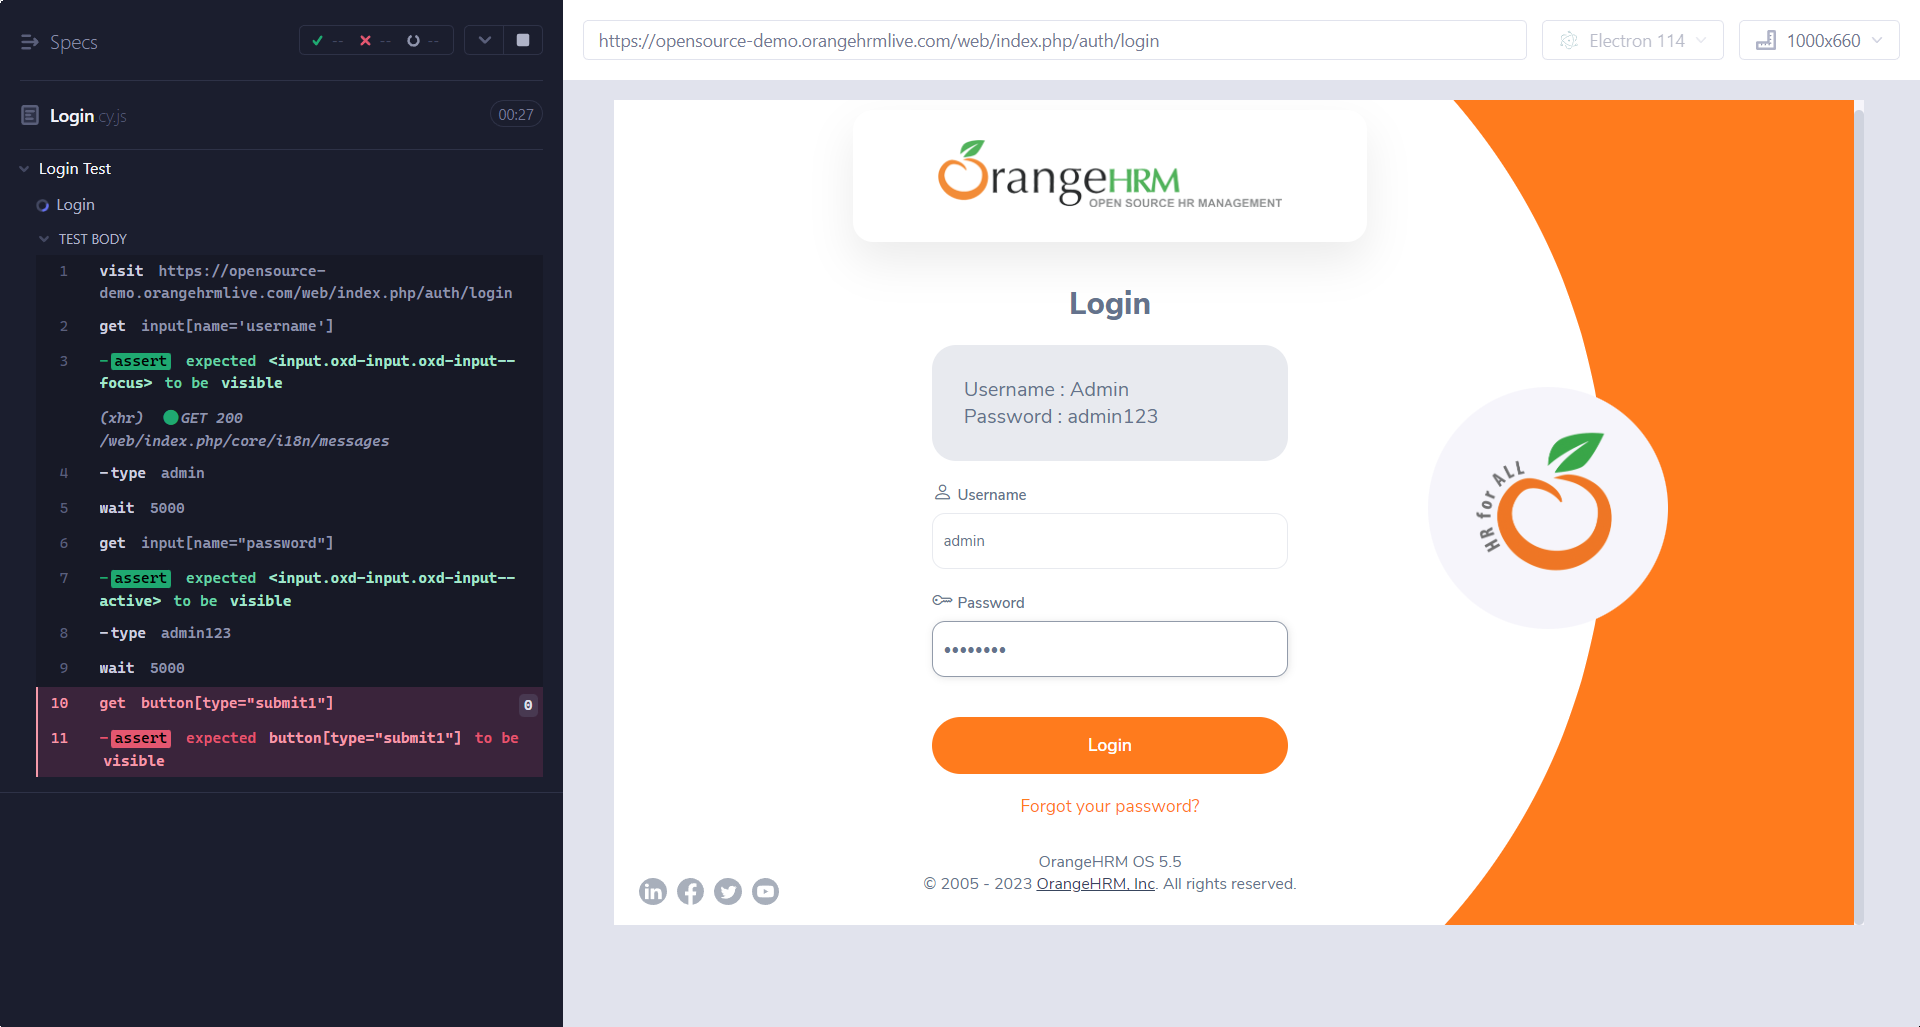 Specs
-- -- --
Login.cy.js
00:27
Login Test
Login
TEST BODY
1 visit https://opensource-
demo.orangehrmlive.com/web/index.php/auth/login
2 get input[name='username']
3 -assert expected <input.oxd-input.oxd-input--
focus> to be visible
(xhr) GET 200
/web/index.php/core/i18n/messages
4 -type admin
5 wait 5000
6 get input[name="password"]
7 -assert expected <input.oxd-input.oxd-input--
active> to be visible
8 -type admin123
9 wait 5000
10 get button[type="submit1"] 0
11 -assert expected button[type="submit1"] to be
visible
https://opensource-demo.orangehrmlive.com/web/index.php/auth/login
Electron 114
1000x660
OrangeHRM
OPEN SOURCE HR MANAGEMENT
Login
Username : Admin
Password : admin123
Username
admin
Password
••••••••
Login
Forgot your password?
OrangeHRM OS 5.5
© 2005 - 2023 OrangeHRM, Inc. All rights reserved.
HR for ALL